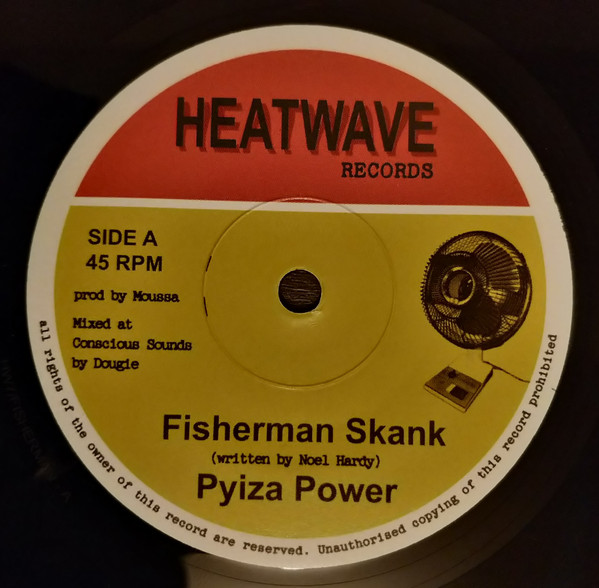 HEATWAVE
RECORDS
SIDE A
45 RPM
prod by Moussa
Mixed at
Conscious Sounds
by Dougie
Fisherman Skank
(written by Noel Hardy)
Pyiza Power
all rights of the owner of this record are reserved. Unauthorised copying of this record prohibited